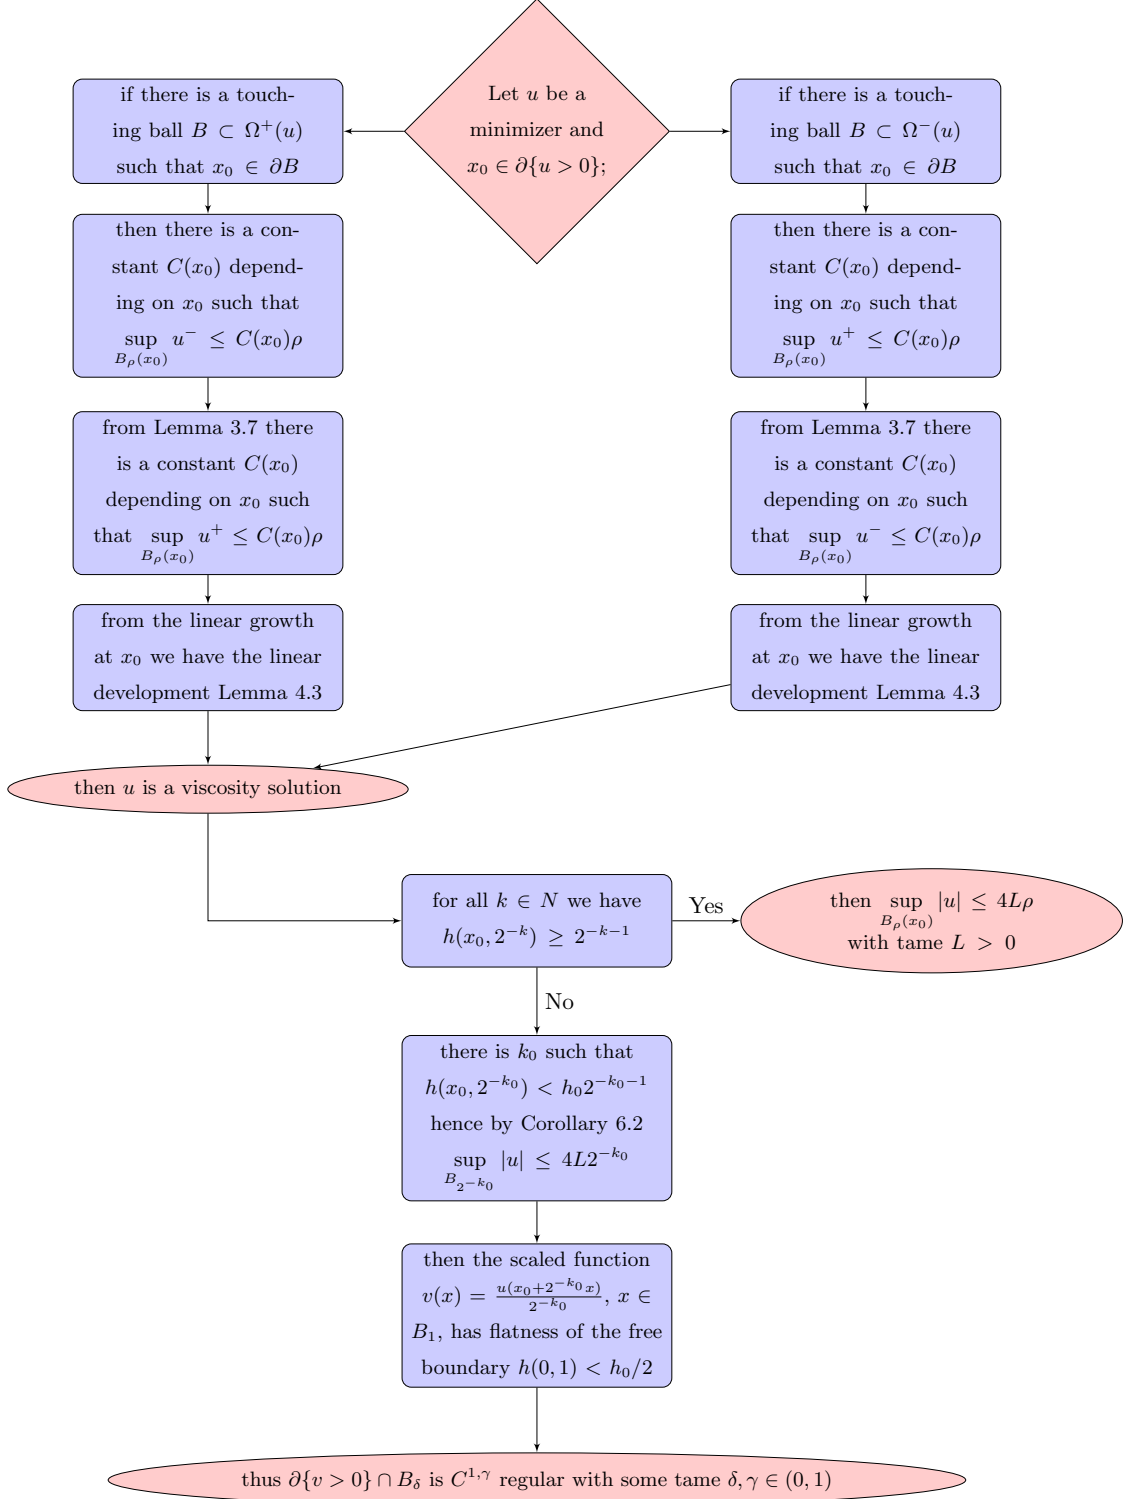 Let u be a
minimizer and
x₀ ∈ ∂{u > 0};
if there is a touch-
ing ball B ⊂ Ω⁺(u)
such that x₀ ∈ ∂B
then there is a con-
stant C(x₀) depend-
ing on x₀ such that
sup_{B_ρ(x₀)} u⁻ ≤ C(x₀)ρ
from Lemma 3.7 there
is a constant C(x₀)
depending on x₀ such
that sup_{B_ρ(x₀)} u⁺ ≤ C(x₀)ρ
from the linear growth
at x₀ we have the linear
development Lemma 4.3
if there is a touch-
ing ball B ⊂ Ω⁻(u)
such that x₀ ∈ ∂B
then there is a con-
stant C(x₀) depend-
ing on x₀ such that
sup_{B_ρ(x₀)} u⁺ ≤ C(x₀)ρ
from Lemma 3.7 there
is a constant C(x₀)
depending on x₀ such
that sup_{B_ρ(x₀)} u⁻ ≤ C(x₀)ρ
from the linear growth
at x₀ we have the linear
development Lemma 4.3
then u is a viscosity solution
for all k ∈ N we have
h(x₀, 2^{-k}) ≥ 2^{-k-1}
Yes
then sup_{B_ρ(x₀)} |u| ≤ 4Lρ
with tame L > 0
No
there is k₀ such that
h(x₀, 2^{-k₀}) < h₀2^{-k₀-1}
hence by Corollary 6.2
sup_{B_{2^{-k₀}}} |u| ≤ 4L2^{-k₀}
then the scaled function
v(x) = \frac{u(x₀+2^{-k₀}x)}{2^{-k₀}}, x ∈
B₁, has flatness of the free
boundary h(0, 1) < h₀/2
thus ∂{v > 0} ∩ B_δ is C^{1,γ} regular with some tame δ, γ ∈ (0, 1)